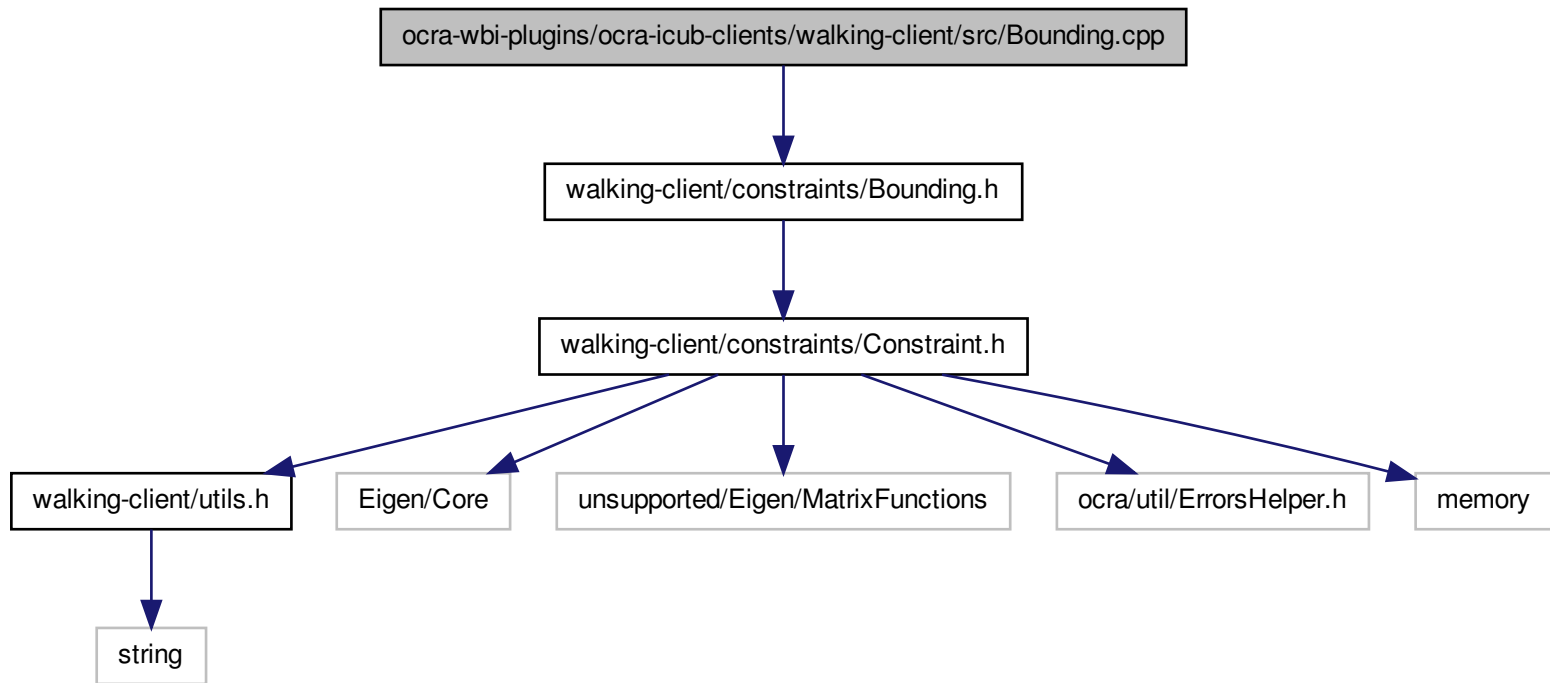 ocra-wbi-plugins/ocra-icub-clients/walking-client/src/Bounding.cpp
walking-client/constraints/Bounding.h
walking-client/constraints/Constraint.h
walking-client/utils.h
Eigen/Core
unsupported/Eigen/MatrixFunctions
ocra/util/ErrorsHelper.h
memory
string